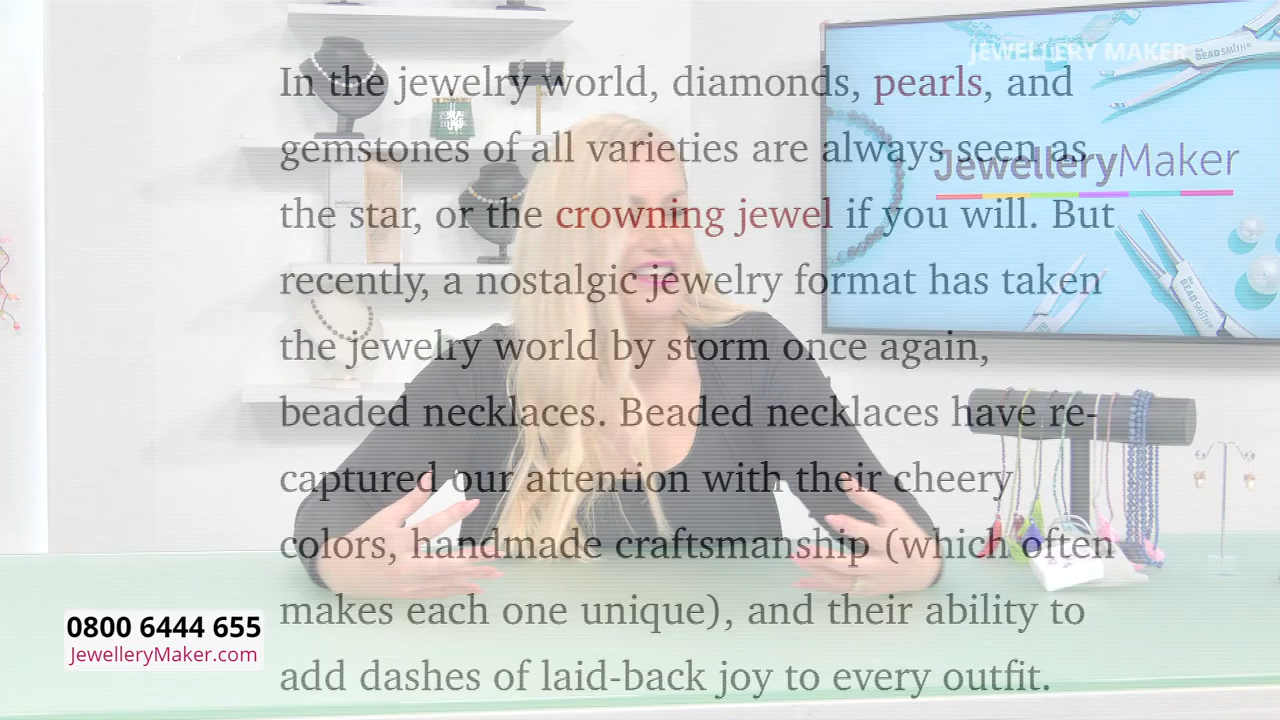 JEWELLERY MAKER
BEADSMITH
In the jewelry world, diamonds, pearls, and
gemstones of all varieties are always seen as
the star, or the crowning jewel if you will. But
recently, a nostalgic jewelry format has taken
the jewelry world by storm once again,
beaded necklaces. Beaded necklaces have re-
captured our attention with their cheery
colors, handmade craftsmanship (which often
makes each one unique), and their ability to
add dashes of laid-back joy to every outfit.
JewelleryMaker
BEADSMITH
0800 6444 655
JewelleryMaker.com